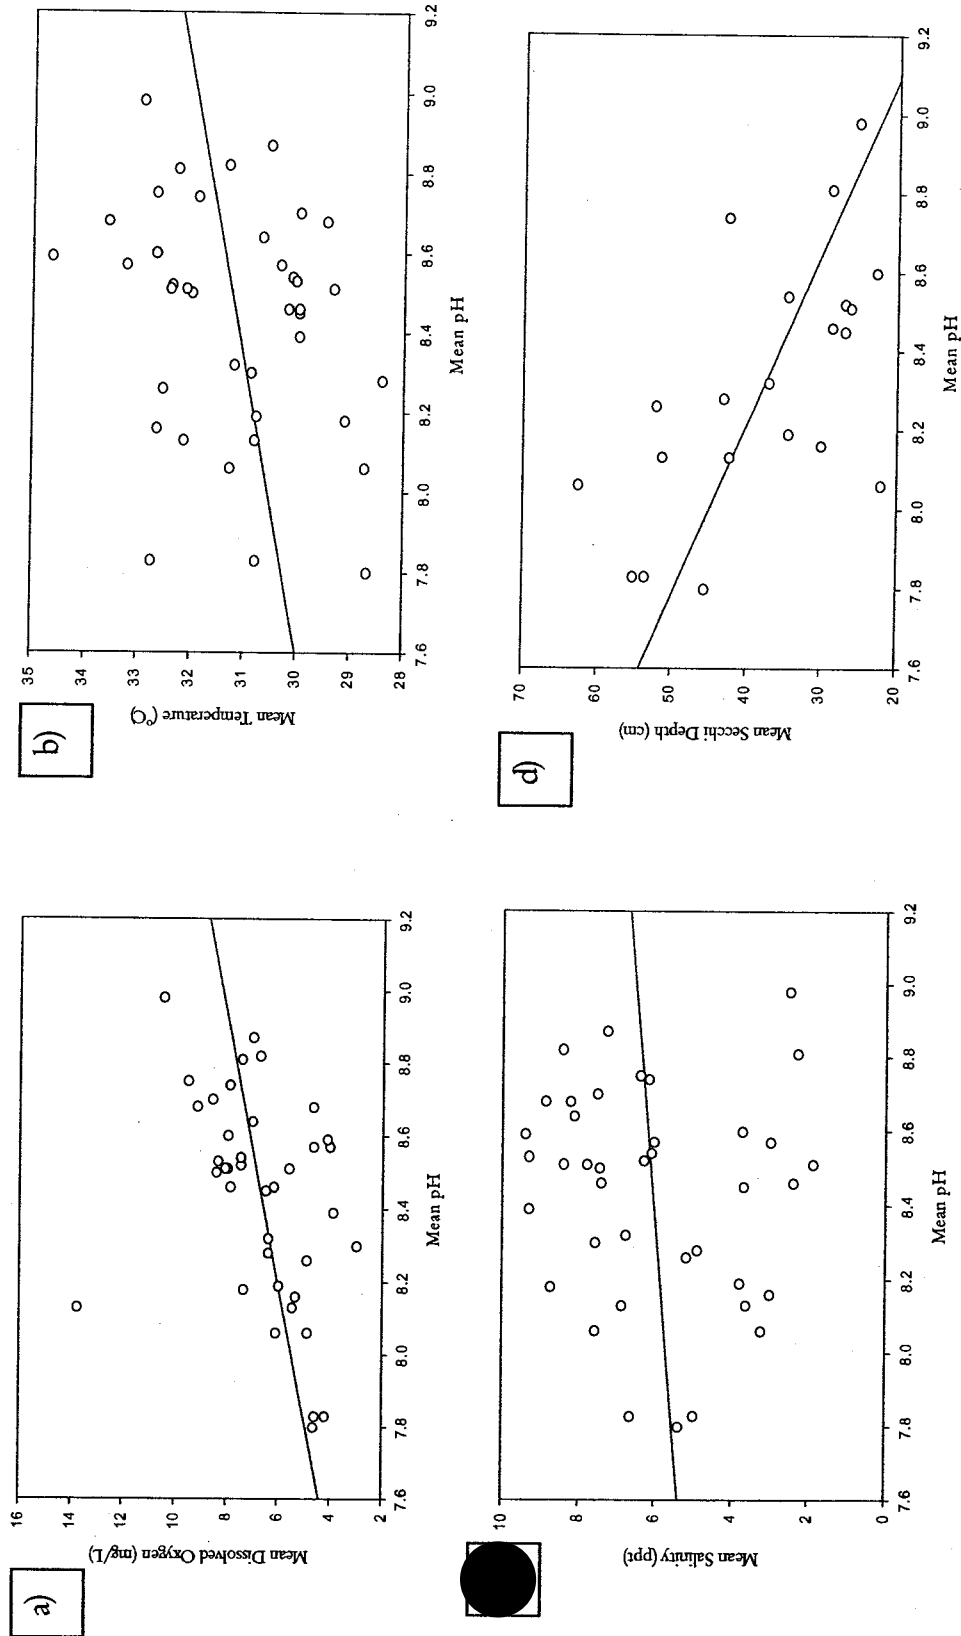 a)
16
14
12
10
8
6
4
2
Mean Dissolved Oxygen (mg/L)
7.6 7.8 8.0 8.2 8.4 8.6 8.8 9.0 9.2
Mean pH
b)
35
33
32
31
30
28
Mean Temperature (°C)
7.6 7.8 8.0 8.2 8.4 8.6 8.8 9.0 9.2
Mean pH
10
8
6
4
2
0
Mean Salinity (ppt)
7.6 7.8 8.0 8.2 8.4 8.6 8.8 9.0 9.2
Mean pH
d)
70
60
50
40
30
20
Mean Secchi Depth (cm)
7.6 7.8 8.0 8.2 8.4 8.6 8.8 9.0 9.2
Mean pH